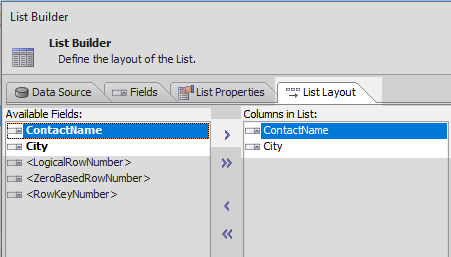 List Builder
List Builder
Define the layout of the List.
Data Source
Fields
List Properties
List Layout
Available Fields:
ContactName
City
<LogicalRowNumber>
<ZeroBasedRowNumber>
<RowKeyNumber>
Columns in List:
ContactName
City